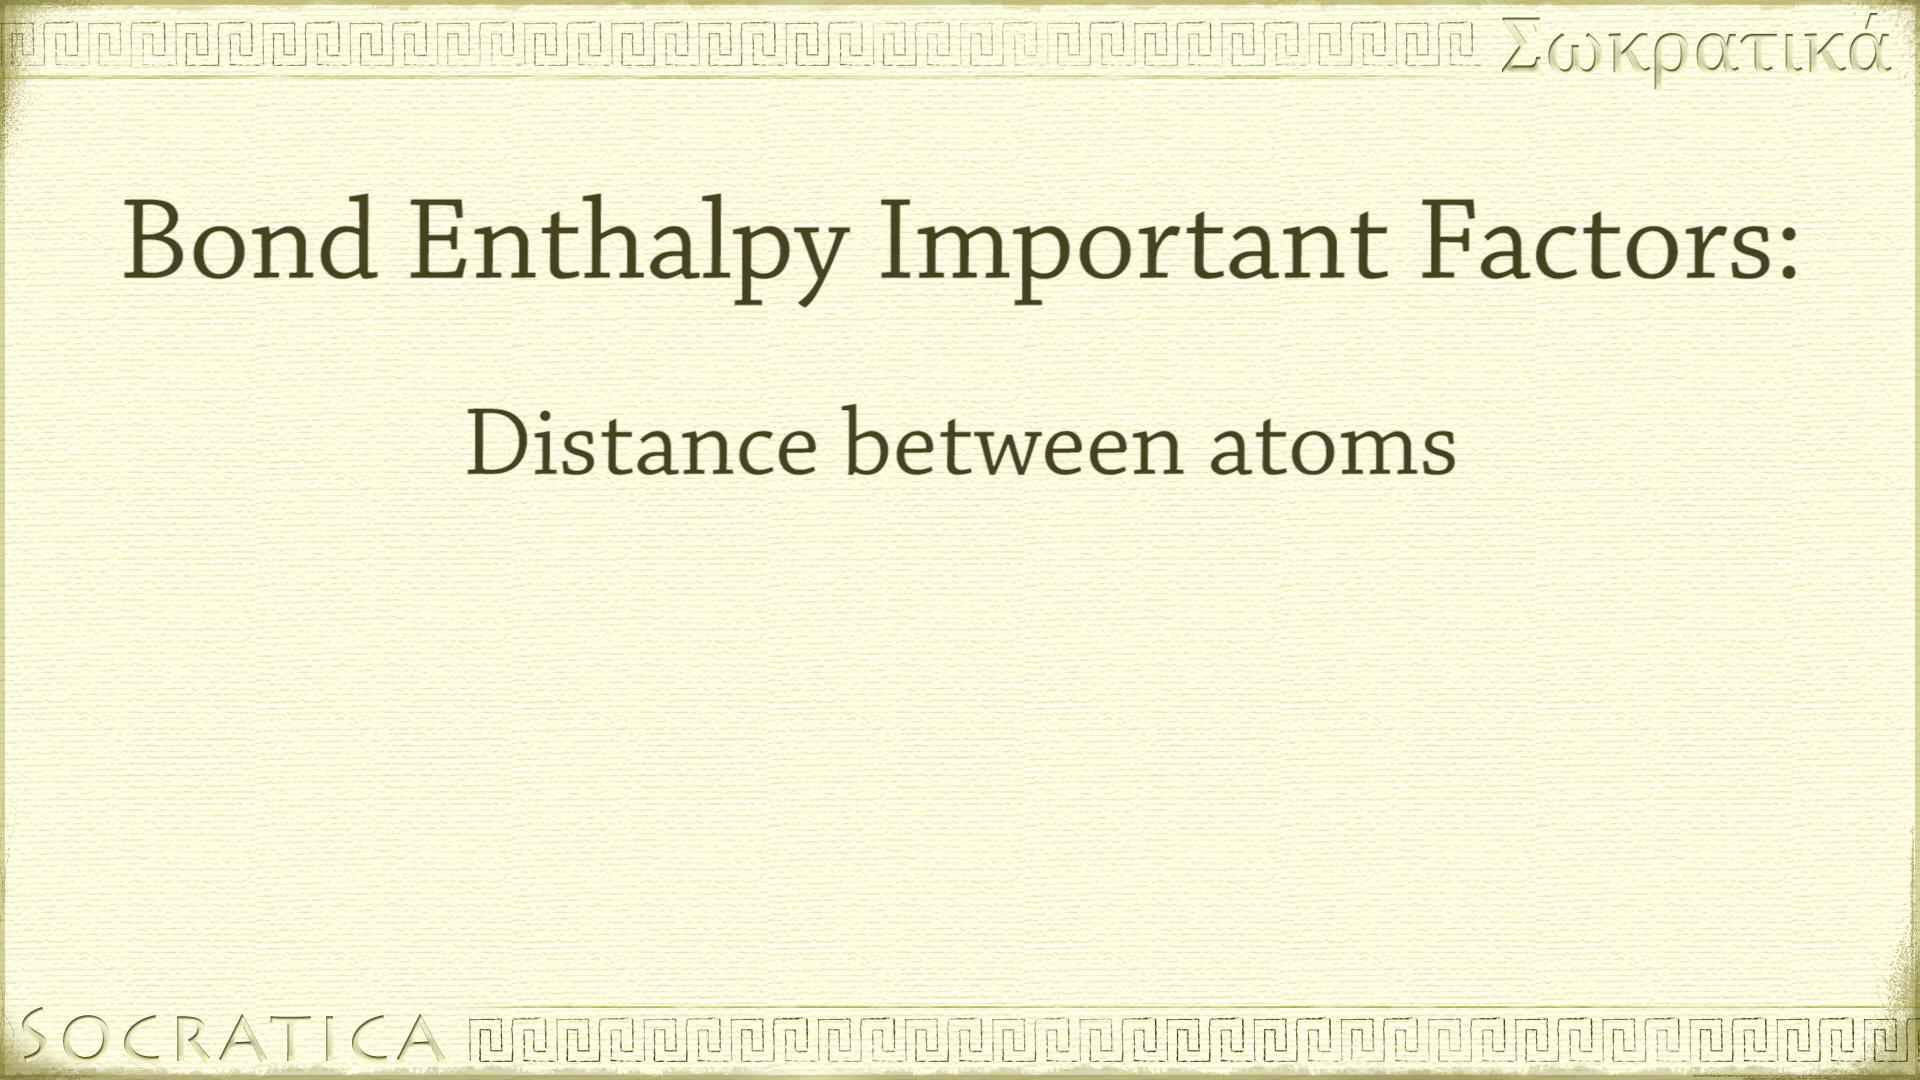 Σωκρατικά
Bond Enthalpy Important Factors:
Distance between atoms
SOCRATICA